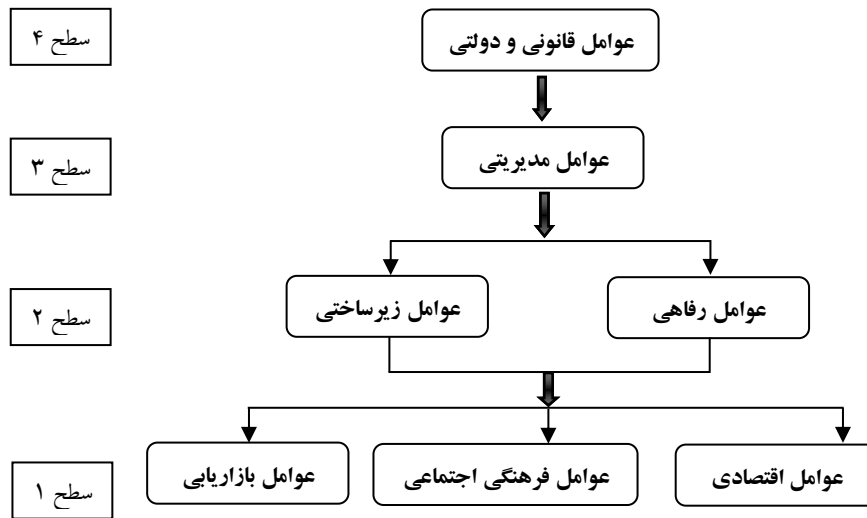 عوامل قانونی و دولتی
سطح ۴
عوامل مدیریتی
سطح ۳
عوامل رفاهی
عوامل زیرساختی
سطح ۲
عوامل اقتصادی
عوامل فرهنگی اجتماعی
عوامل بازاریابی
سطح ۱